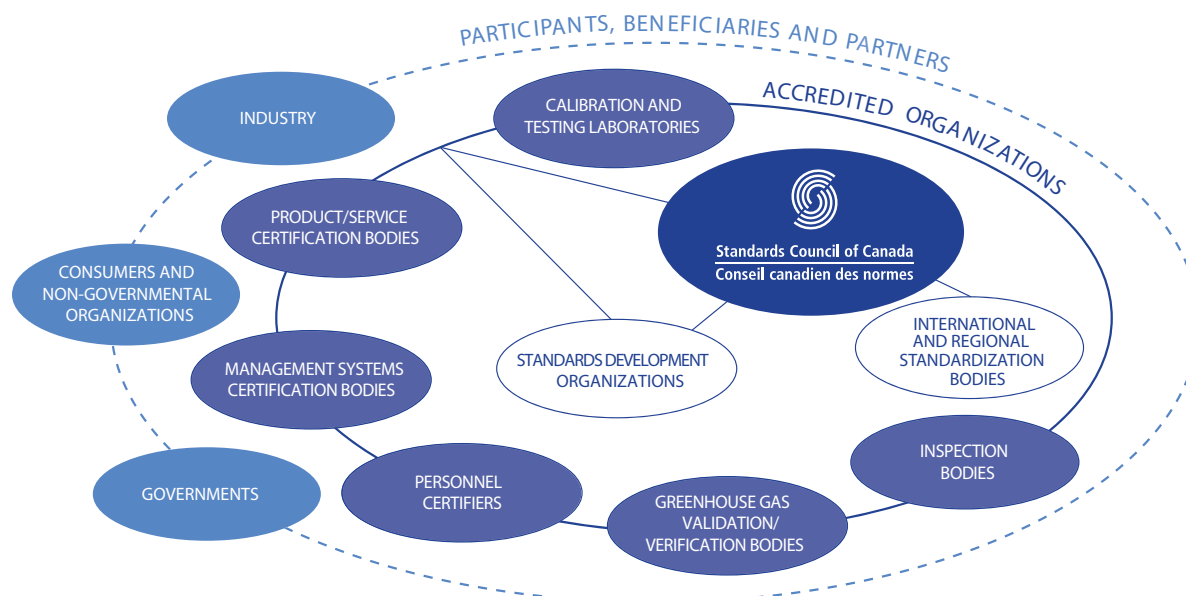 PARTICIPANTS, BENEFICIARIES AND PARTNERS
ACCREDITED ORGANIZATIONS
INDUSTRY
CALIBRATION AND
TESTING LABORATORIES
PRODUCT/SERVICE
CERTIFICATION BODIES
Standards Council of Canada
Conseil canadien des normes
CONSUMERS AND
NON-GOVERNMENTAL
ORGANIZATIONS
INTERNATIONAL
AND REGIONAL
STANDARDIZATION
BODIES
STANDARDS DEVELOPMENT
ORGANIZATIONS
MANAGEMENT SYSTEMS
CERTIFICATION BODIES
INSPECTION
BODIES
GOVERNMENTS
PERSONNEL
CERTIFIERS
GREENHOUSE GAS
VALIDATION/
VERIFICATION BODIES